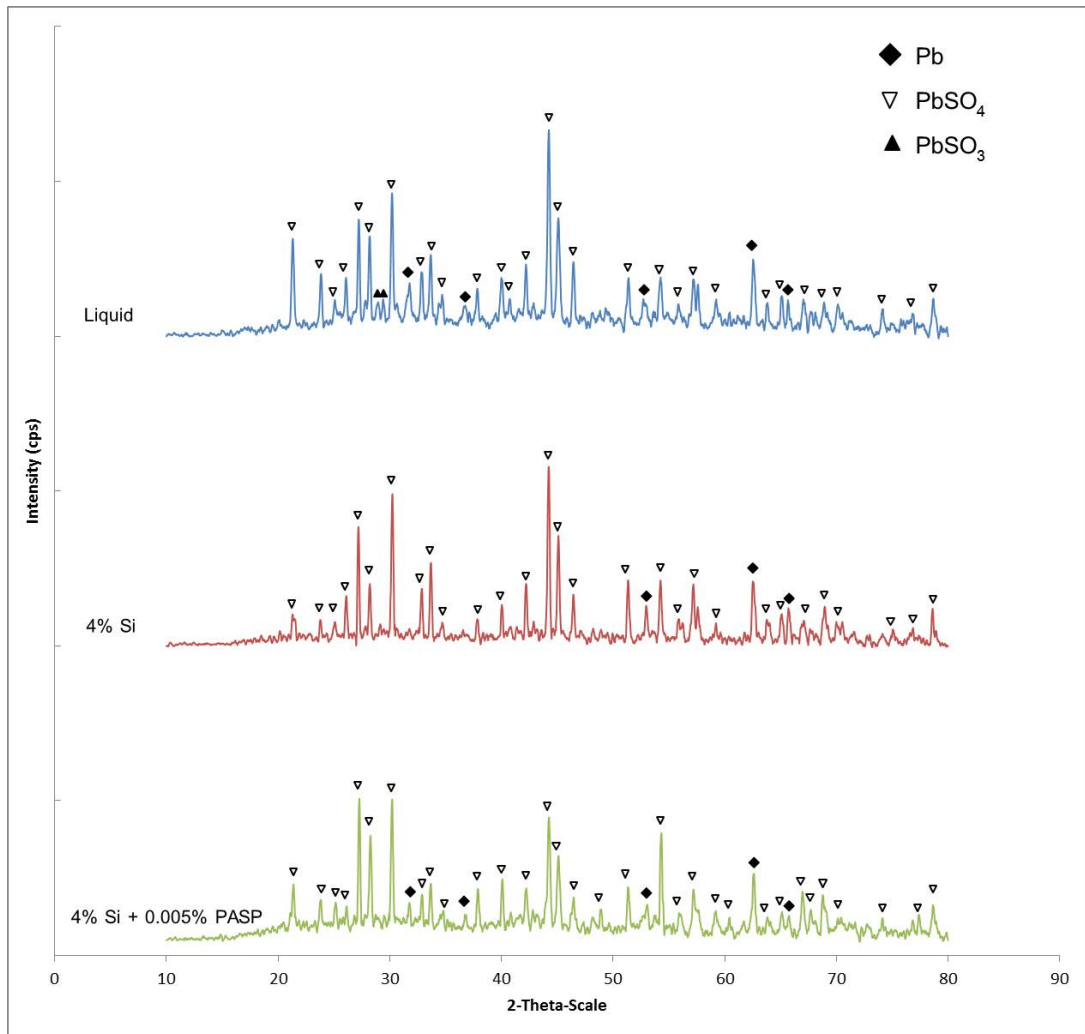 Pb
PbSO₄
PbSO₃
Liquid
Intensity (cps)
4% Si
4% Si + 0.005% PASP
0 10 20 30 40 50 60 70 80 90
2-Theta-Scale